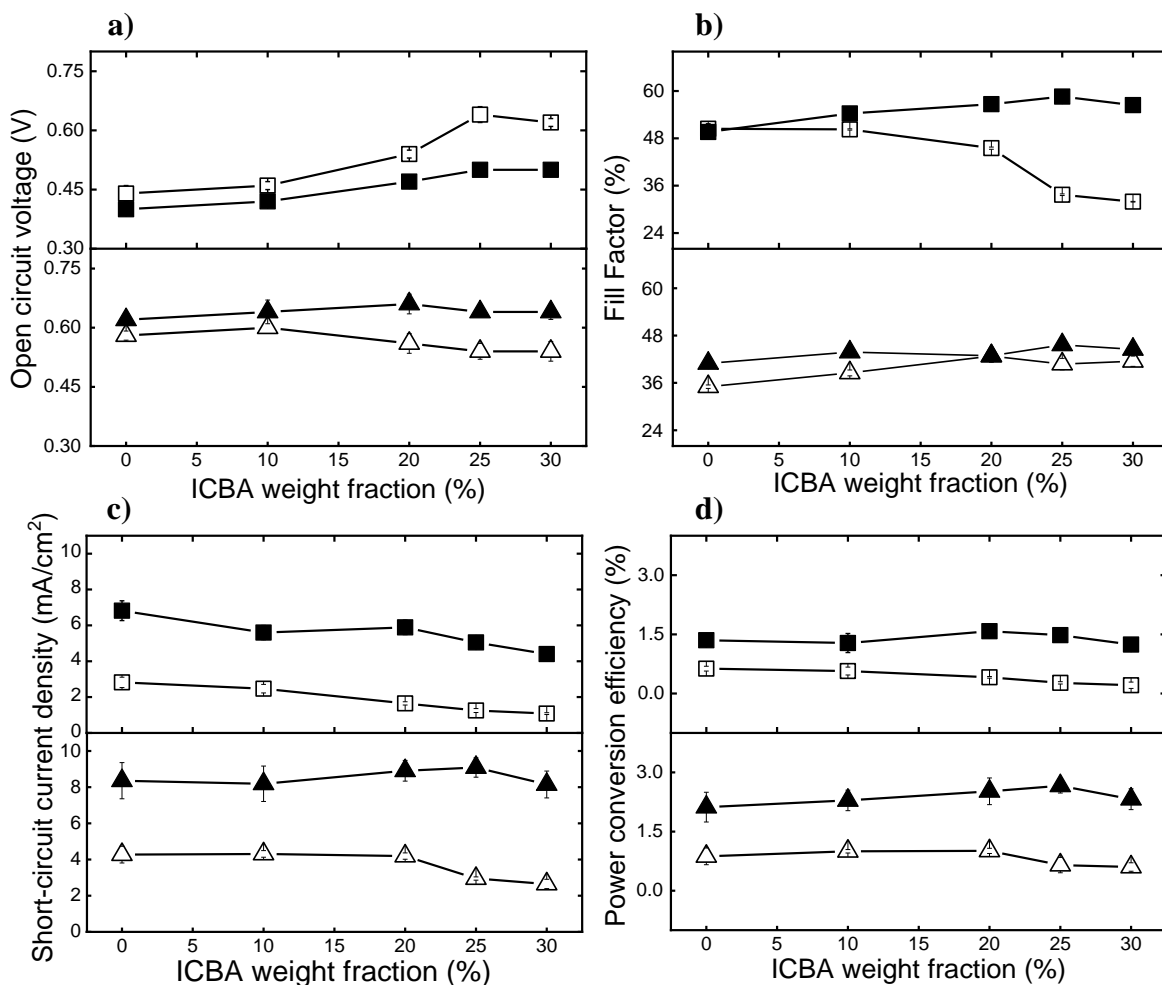 a)
Open circuit voltage (V)
0.75
0.60
0.45
0.30
0.75
0.60
0.45
0.30
0 5 10 15 20 25 30
ICBA weight fraction (%)
b)
Fill Factor (%)
60
48
36
24
60
48
36
24
0 5 10 15 20 25 30
ICBA weight fraction (%)
c)
Short-circuit current density (mA/cm²)
10
8
6
4
2
0
10
8
6
4
2
0
0 5 10 15 20 25 30
ICBA weight fraction (%)
d)
Power conversion efficiency (%)
3.0
1.5
0.0
3.0
1.5
0.0
0 5 10 15 20 25 30
ICBA weight fraction (%)